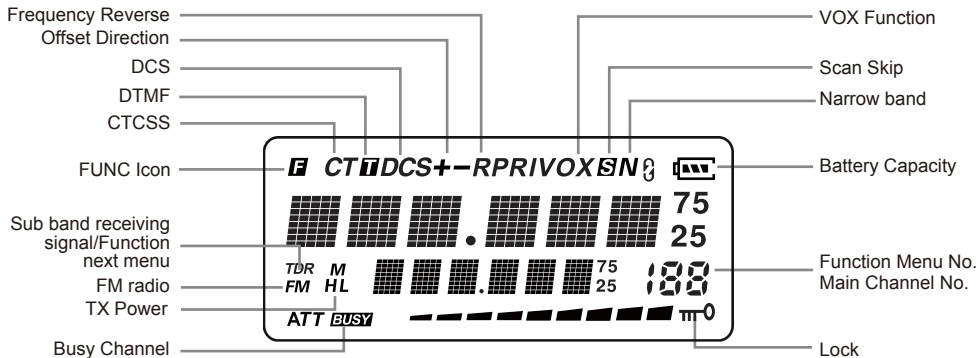 Frequency Reverse
Offset Direction
DCS
DTMF
CTCSS
FUNC Icon
Sub band receiving
signal/Function
next menu
FM radio
TX Power
Busy Channel
VOX Function
Scan Skip
Narrow band
Battery Capacity
Function Menu No.
Main Channel No.
Lock
F CT T DCS+-RPRIVOX S N
75
25
TDR M
FM HL
75
25
188
ATT BUSY